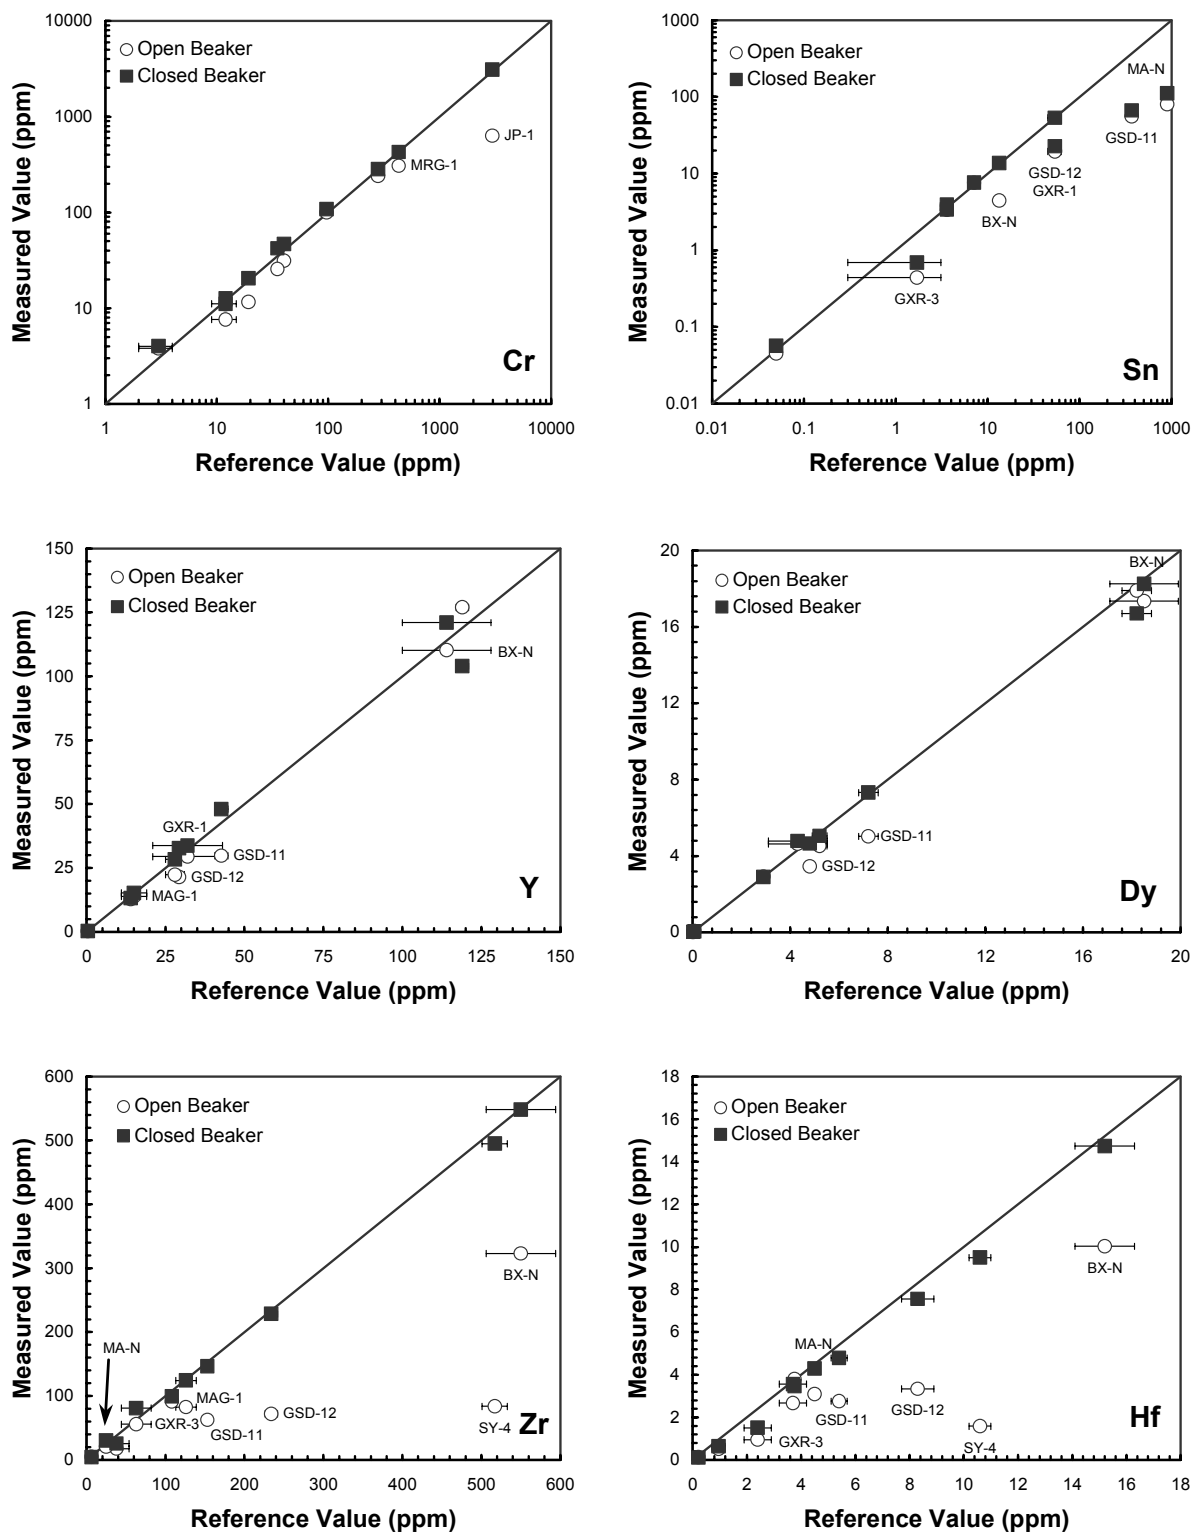 Measured Value (ppm)
10000
1000
100
10
1
Open Beaker
Closed Beaker
JP-1
MRG-1
Cr
1 10 100 1000 10000
Reference Value (ppm)
Measured Value (ppm)
1000
100
10
1
0.1
0.01
Open Beaker
Closed Beaker
MA-N
GSD-11
GSD-12
GXR-1
BX-N
GXR-3
Sn
0.01 0.1 1 10 100 1000
Reference Value (ppm)
Measured Value (ppm)
150
125
100
75
50
25
0
Open Beaker
Closed Beaker
BX-N
GXR-1
GSD-11
GSD-12
MAG-1
Y
0 25 50 75 100 125 150
Reference Value (ppm)
Measured Value (ppm)
20
16
12
8
4
0
Open Beaker
Closed Beaker
BX-N
GSD-11
GSD-12
Dy
0 4 8 12 16 20
Reference Value (ppm)
Measured Value (ppm)
600
500
400
300
200
100
0
Open Beaker
Closed Beaker
BX-N
MA-N
MAG-1
GXR-3
GSD-11
GSD-12
SY-4
Zr
0 100 200 300 400 500 600
Reference Value (ppm)
Measured Value (ppm)
18
16
14
12
10
8
6
4
2
0
Open Beaker
Closed Beaker
BX-N
MA-N
GSD-11
GSD-12
GXR-3
SY-4
Hf
0 2 4 6 8 10 12 14 16 18
Reference Value (ppm)